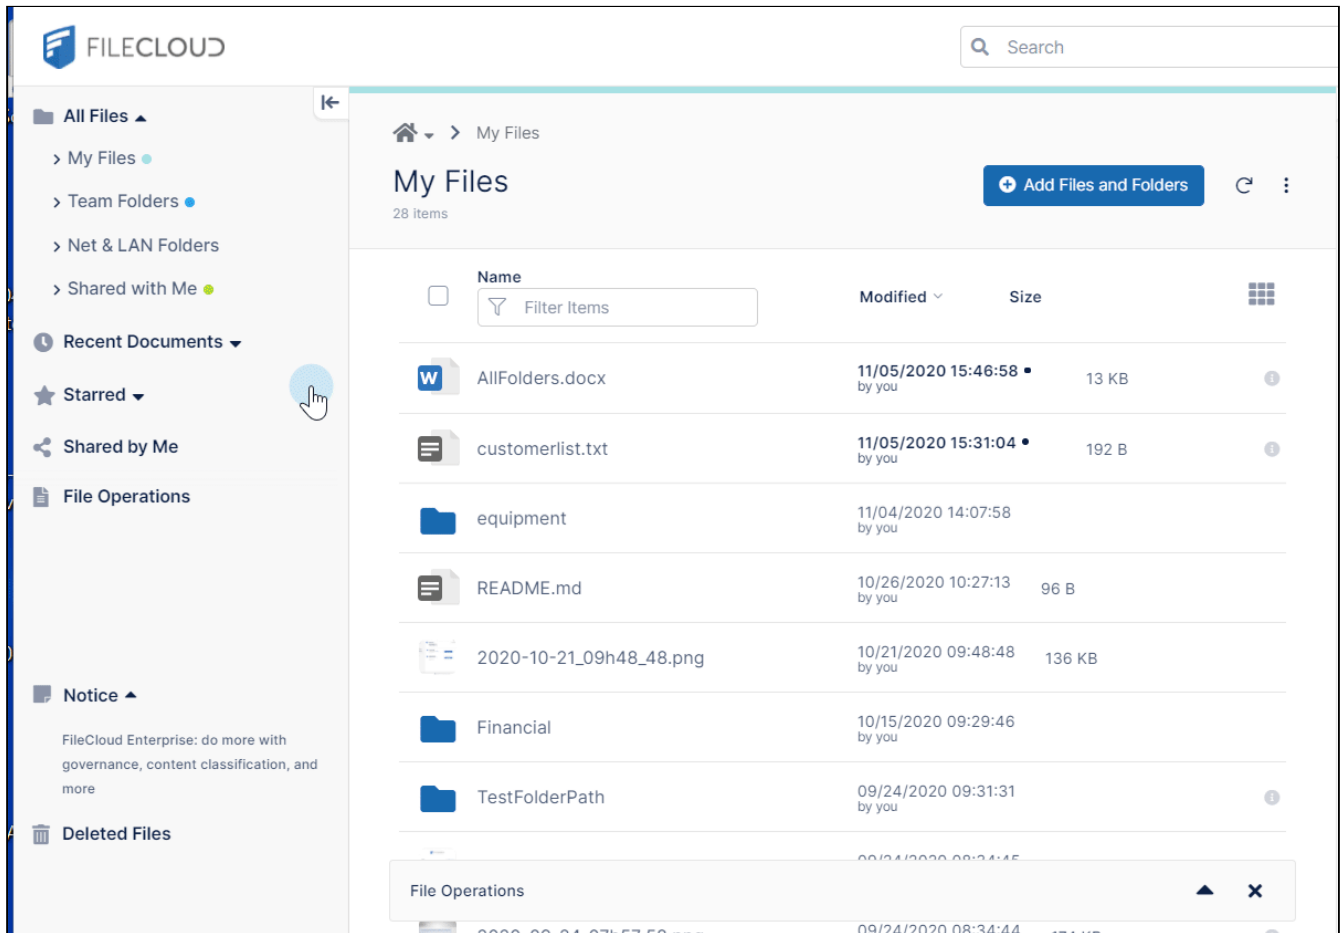 FILECLOUD
Search
All Files
My Files
Team Folders
Net & LAN Folders
Shared with Me
Recent Documents
Starred
Shared by Me
File Operations
Notice
FileCloud Enterprise: do more with
governance, content classification, and
more
Deleted Files
My Files
My Files
28 items
Add Files and Folders
Name
Filter Items
Modified
Size
AllFolders.docx
11/05/2020 15:46:58
by you
13 KB
customerlist.txt
11/05/2020 15:31:04
by you
192 B
equipment
11/04/2020 14:07:58
by you
README.md
10/26/2020 10:27:13
by you
96 B
2020-10-21_09h48_48.png
10/21/2020 09:48:48
by you
136 KB
Financial
10/15/2020 09:29:46
by you
TestFolderPath
09/24/2020 09:31:31
by you
File Operations
09/24/2020 08:34:44